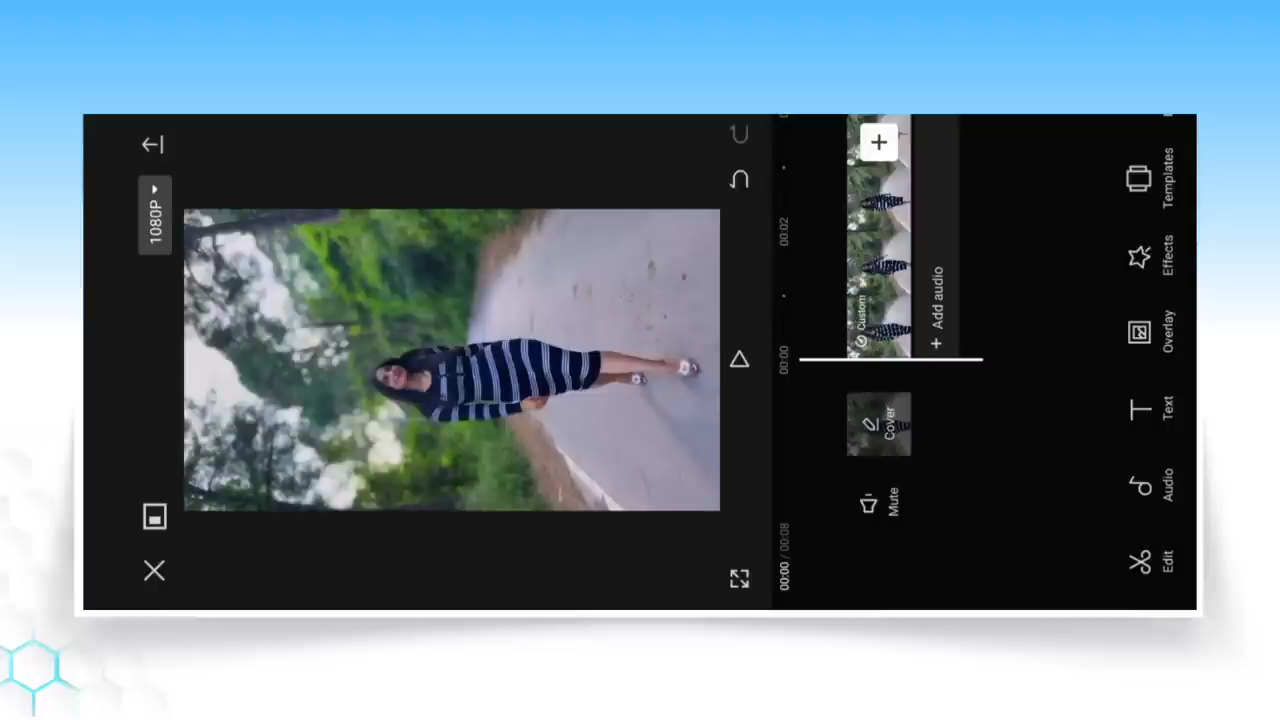 1080P
00:00 / 00:08
00:00
00:02
Custom
Mute
Cover
+ Add audio
Edit
Audio
Text
Overlay
Effects
Templates